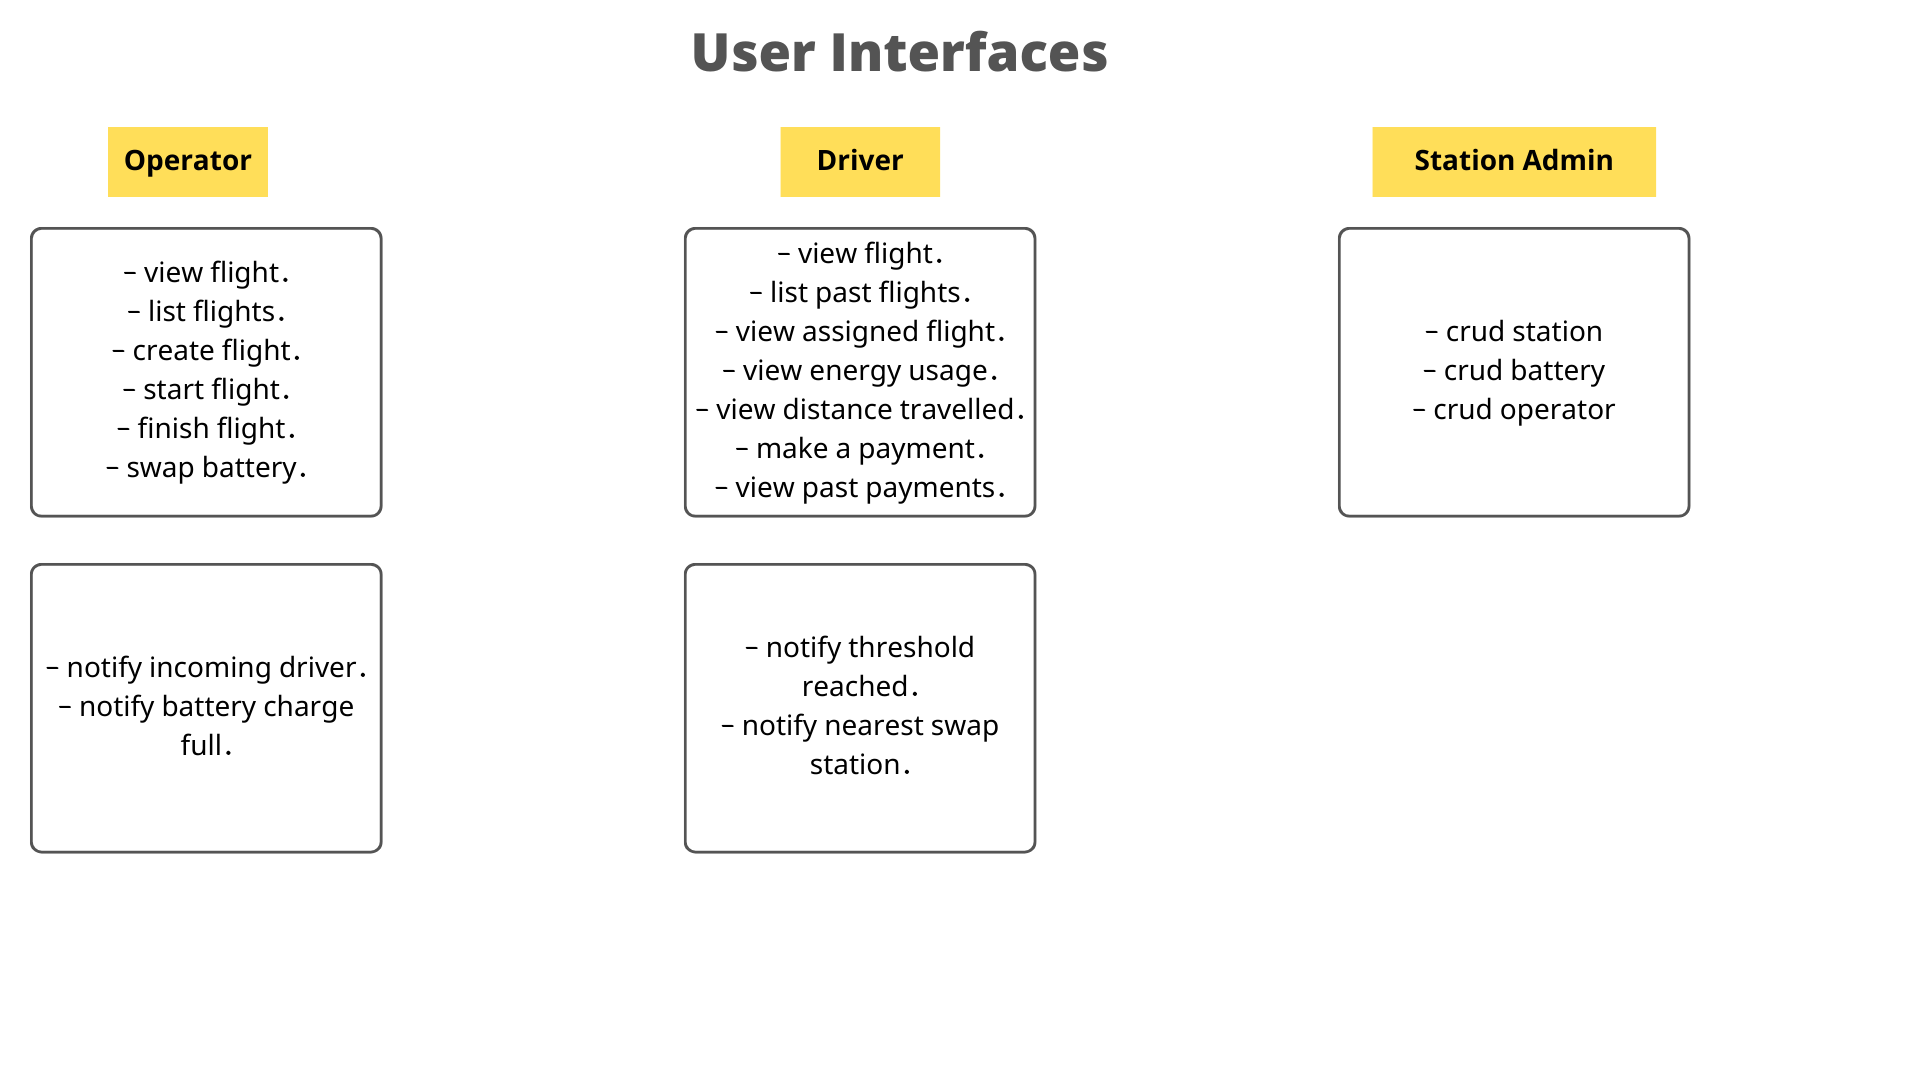 User Interfaces
Operator
– view flight.
– list flights.
– create flight.
– start flight.
– finish flight.
– swap battery.
– notify incoming driver.
– notify battery charge
full.
Driver
– view flight.
– list past flights.
– view assigned flight.
– view energy usage.
– view distance travelled.
– make a payment.
– view past payments.
– notify threshold
reached.
– notify nearest swap
station.
Station Admin
– crud station
– crud battery
– crud operator